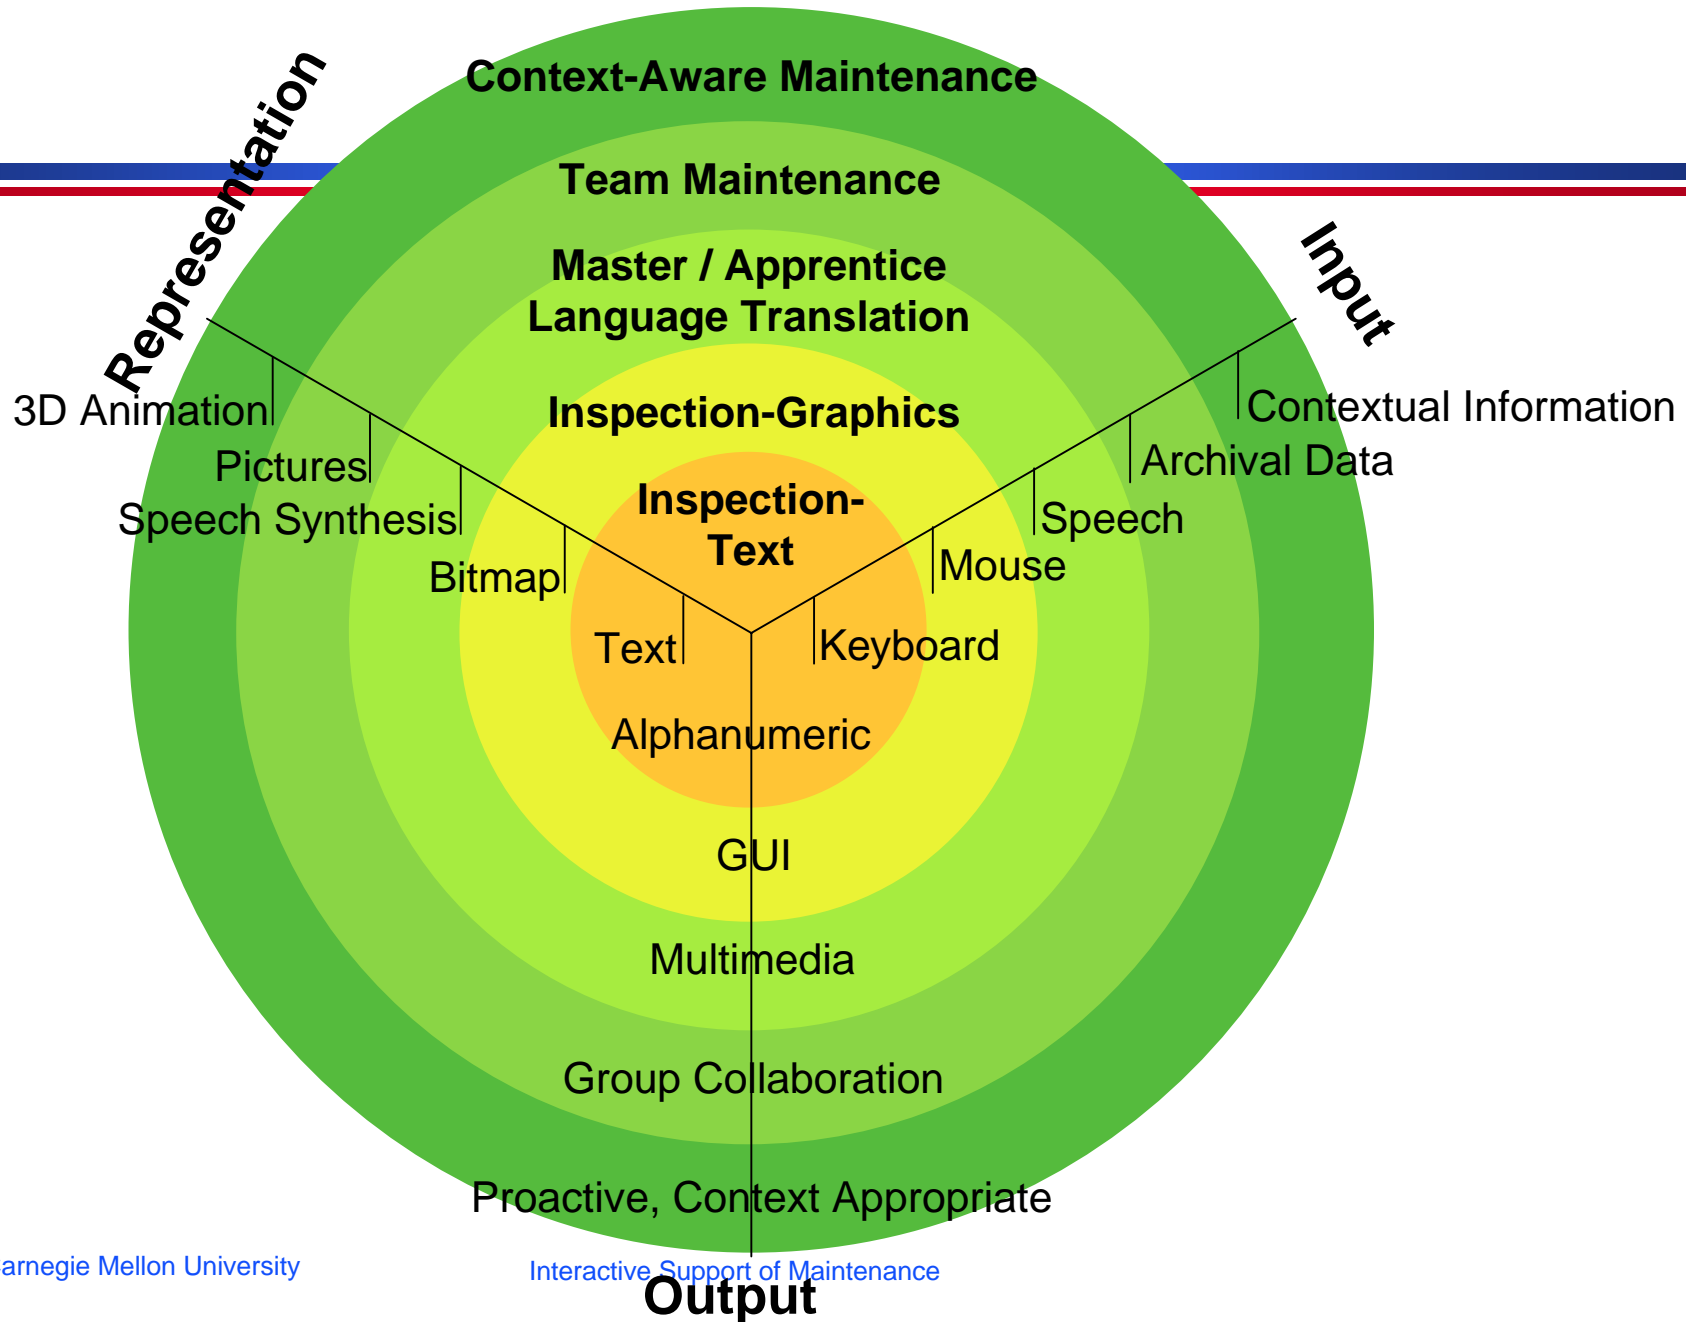 Context-Aware Maintenance
Representation
Team Maintenance
Input
Master / Apprentice
Language Translation
3D Animation
Inspection-Graphics
Contextual Information
Pictures
Archival Data
Speech Synthesis
Inspection-
Text
Speech
Bitmap
Mouse
Text
Keyboard
Alphanumeric
GUI
Multimedia
Group Collaboration
Proactive, Context Appropriate
arnegie Mellon University
Interactive Support of Maintenance
Output